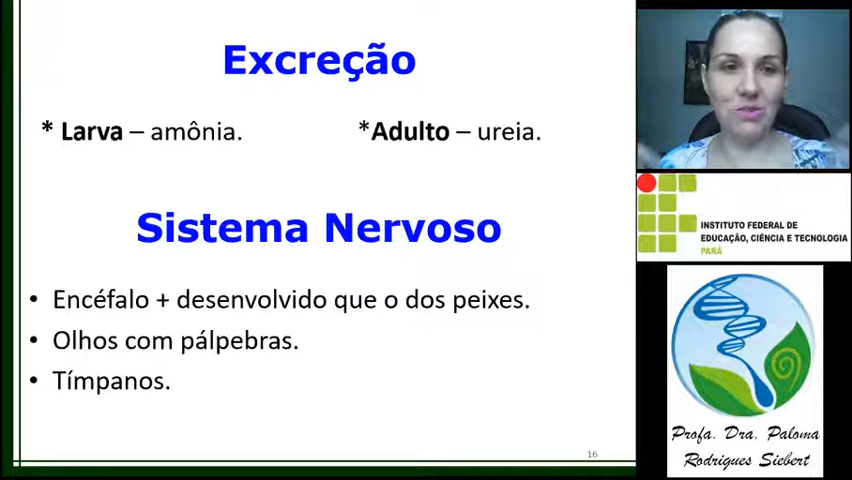 Excreção
* Larva – amônia. *Adulto – ureia.
Sistema Nervoso
• Encéfalo + desenvolvido que o dos peixes.
• Olhos com pálpebras.
• Tímpanos.
16
INSTITUTO FEDERAL DE
EDUCAÇÃO, CIÊNCIA E TECNOLOGIA
PARÁ
Profa. Dra. Paloma
Rodrigues Siebert